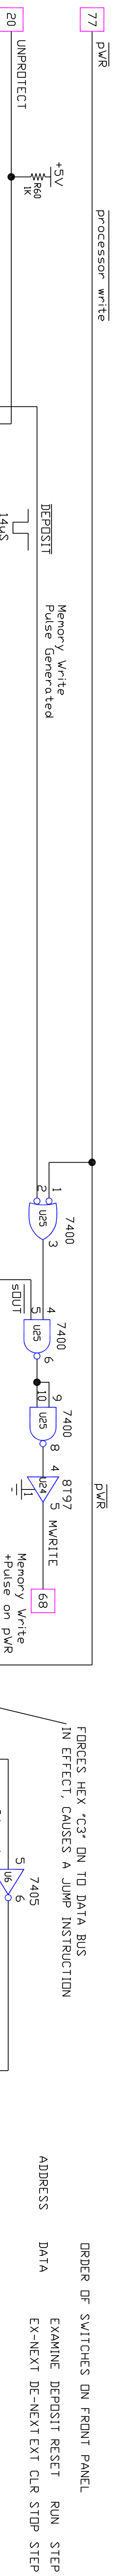 77
pWR
processor write
pWR
20
UNPROTECT
+5V
R60
1K
DEPOSIT
14uS
Memory Write
Pulse Generated
1
2
U25
3
7400
4
5
U25
6
7400
sOUT
9
10
U25
8
7400
4
U24
5
8T97
1
MWRITE
68
Memory Write
+Pulse on pWR
FORCES HEX "C3" ON TO DATA BUS
IN EFFECT, CAUSES A JUMP INSTRUCTION
5
U6
6
7405
ORDER OF SWITCHES ON FRONT PANEL
ADDRESS DATA EXAMINE DEPOSIT RESET RUN STEP
EX-NEXT DE-NEXT EXT CLR STOP STEP